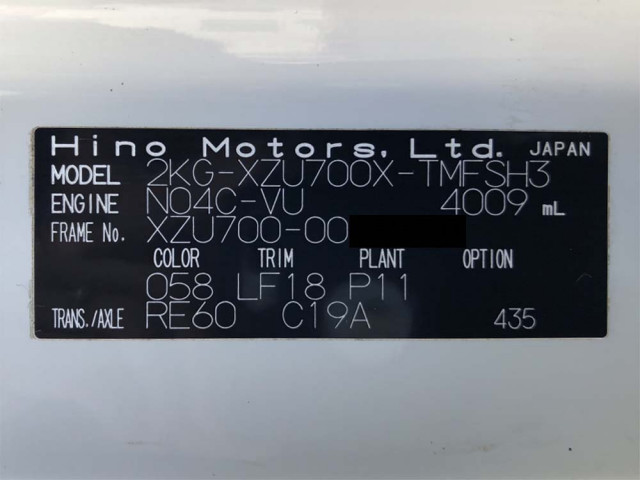 Hino Motors, Ltd. JAPAN
MODEL 2KG-XZU700X-TMFSH3
ENGINE N04C-VU 4009 mL
FRAME No. XZU700-00
COLOR TRIM PLANT OPTION
058 LF18 P11
TRANS./AXLE RE60 C19A 435